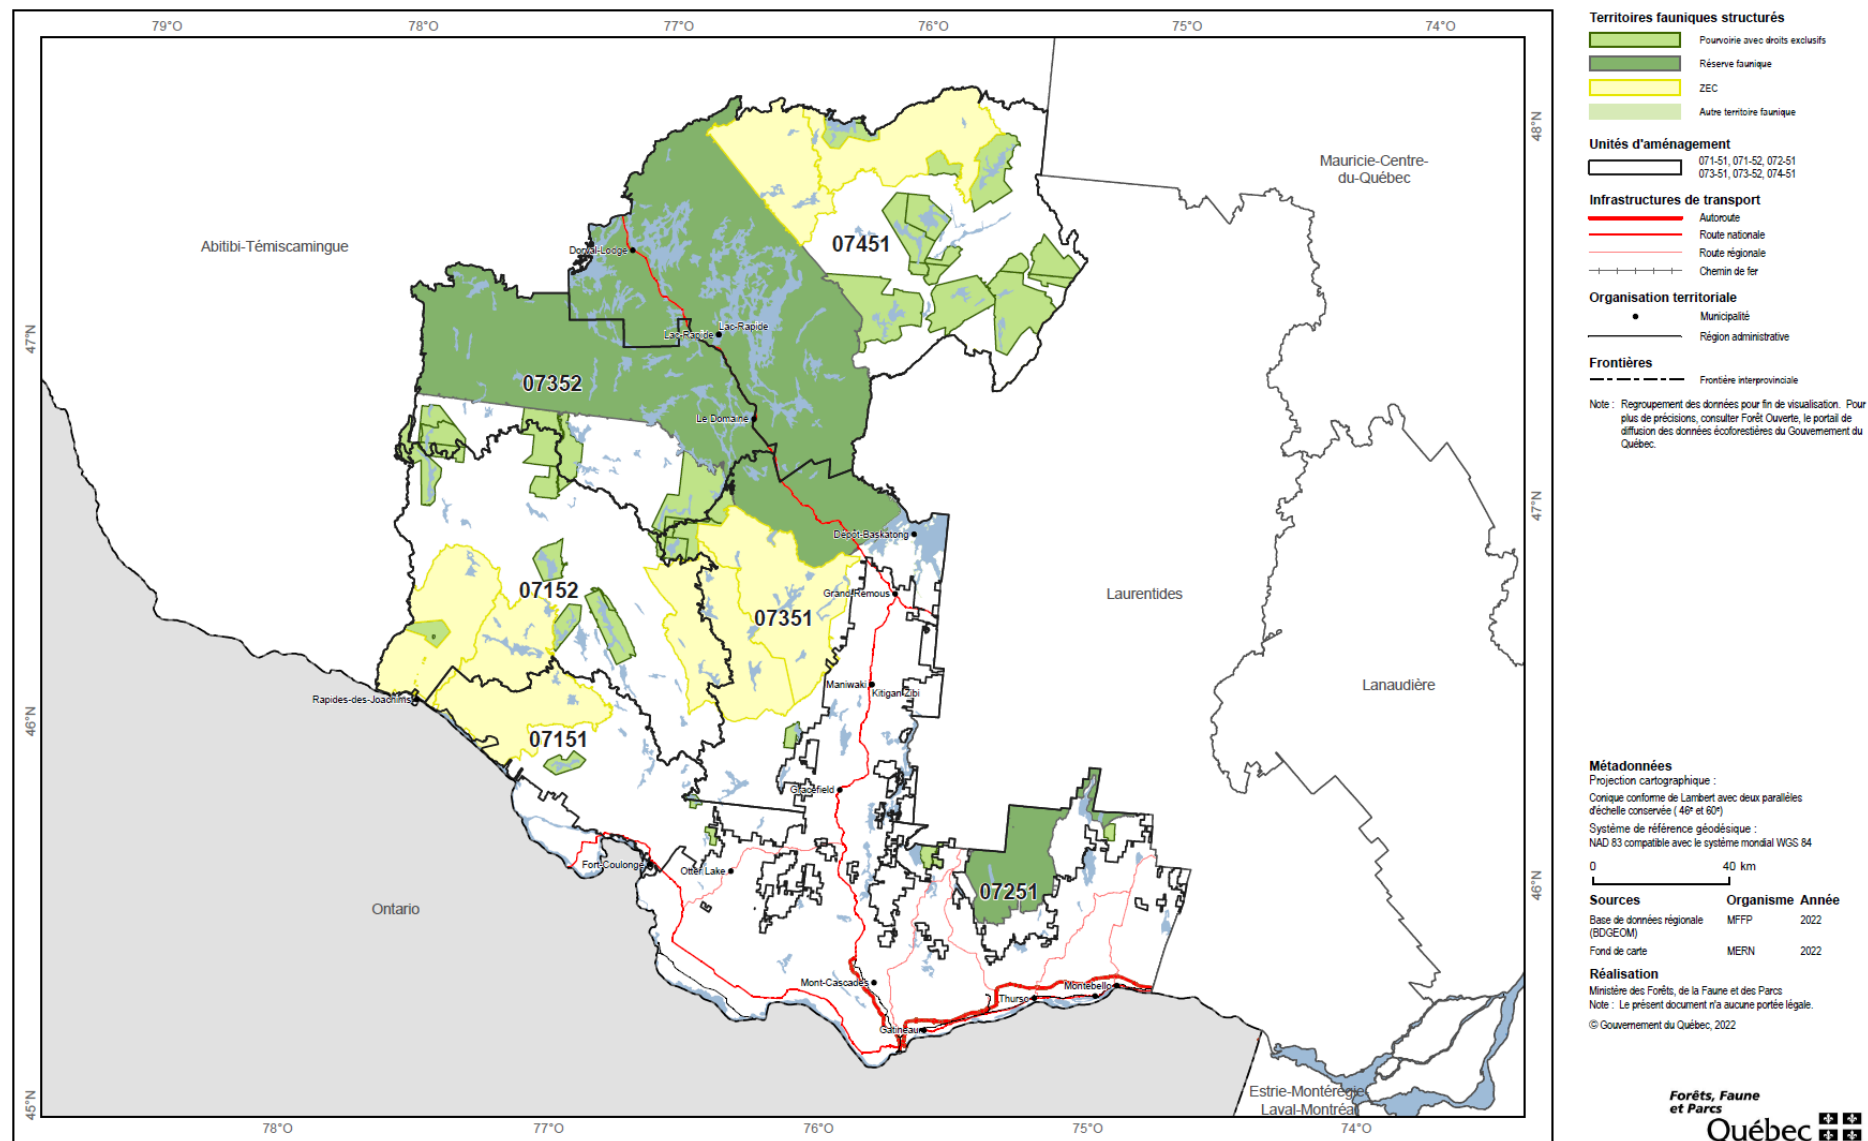 79°O 78°O 77°O 76°O 75°O 74°O
48°N
47°N
47°N
46°N
46°N
45°N
78°O 77°O 76°O 75°O 74°O
Mauricie-Centre-
du-Québec
Abitibi-Témiscamingue
07451
Dorval-Lodge
Lac-Rapide
Lac-Rapide
07352
Le Domaine
Dépôt-Baskatong
07152
Grand-Remous
Laurentides
07351
Maniwaki
Kitigan-Zibi
Lanaudière
Rapides-des-Joachims
07151
Gracefield
Fort-Coulonge
Otter Lake
07251
Ontario
Mont-Cascades
Montebello
Thurso
Gatineau
Estrie-Montérégie
Laval-Montréal
Territoires fauniques structurés
Pourvoirie avec droits exclusifs
Réserve faunique
ZEC
Autre territoire faunique
Unités d'aménagement
071-51, 071-52, 072-51
073-51, 073-52, 074-51
Infrastructures de transport
Autoroute
Route nationale
Route régionale
Chemin de fer
Organisation territoriale
Municipalité
Région administrative
Frontières
Frontière interprovinciale
Note : Regroupement des données pour fin de visualisation. Pour
plus de précisions, consulter Forêt Ouverte, le portail de
diffusion des données écoforestières du Gouvernement du
Québec.
Métadonnées
Projection cartographique :
Conique conforme de Lambert avec deux parallèles
d'échelle conservée ( 46e et 60e)
Système de référence géodésique :
NAD 83 compatible avec le système mondial WGS 84
0 40 km
Sources Organisme Année
Base de données régionale MFFP 2022
(BDGEOM)
Fond de carte MERN 2022
Réalisation
Ministère des Forêts, de la Faune et des Parcs
Note : Le présent document n'a aucune portée légale.
© Gouvernement du Québec, 2022
Forêts, Faune
et Parcs
Québec